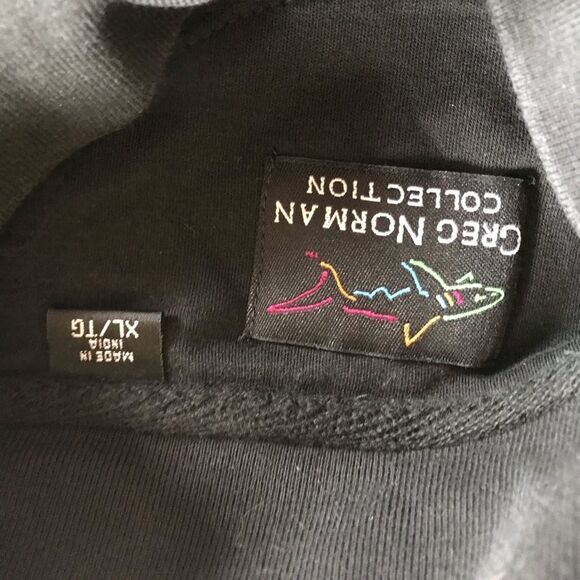 GREG NORMAN
COLLECTION
XL/TG
MADE IN
INDIA